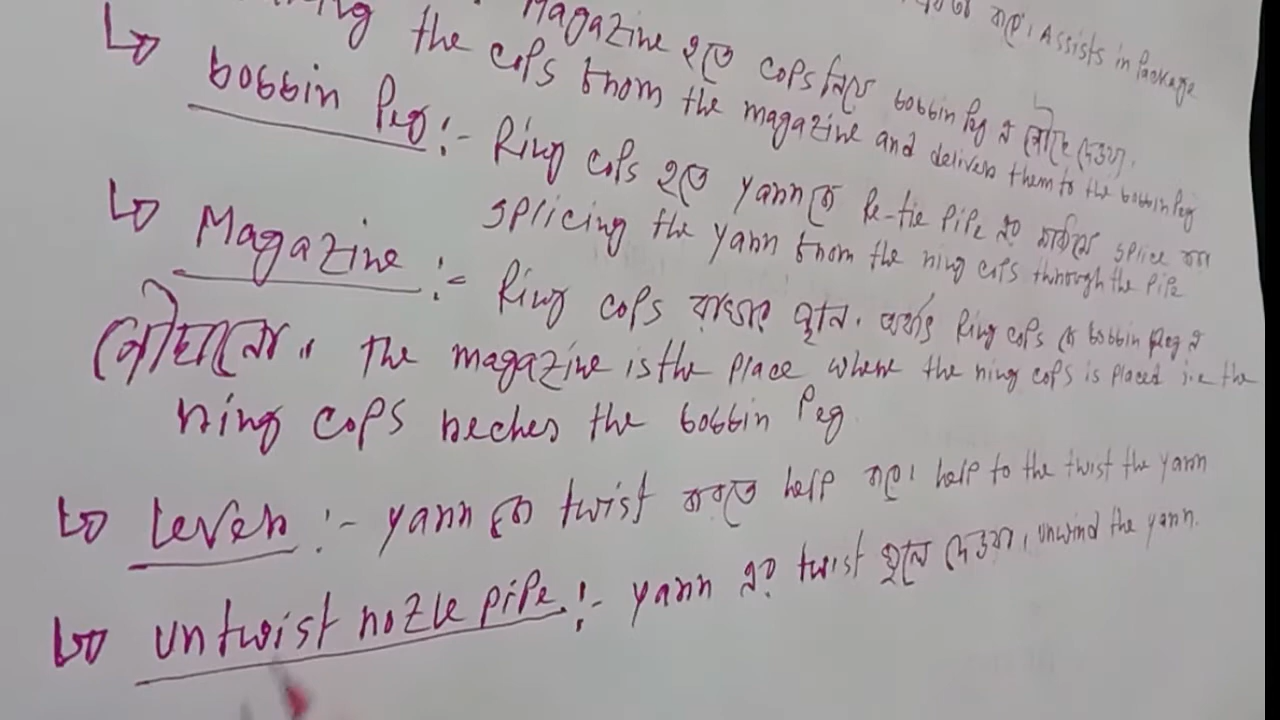 করে। Assists in Package
Magazine হতে cops নিয়ে bobbin Peg এ পৌছে দেওয়া।
the cops from the magazine and delivers them to the bobbin Peg
↳ bobbin Peg :- Ring cops হতে yarn কে Re-tie Pipe এর মাধ্যমে splice করা
splicing the yarn from the ring cops through the Pipe
↳ Magazine :- Ring cops রাখার স্থান। অর্থাৎ Ring cops কে bobbin Peg এ
পৌছানো॥ The magazine is the place where the ring cops is placed i.e the
ring cops reches the bobbin Peg
↳ Lever :- yarn কে twist করতে help করে। help to the twist the yarn
↳ untwist nozle pipe :- yarn এর twist খুলে দেওয়া। unwind the yarn.